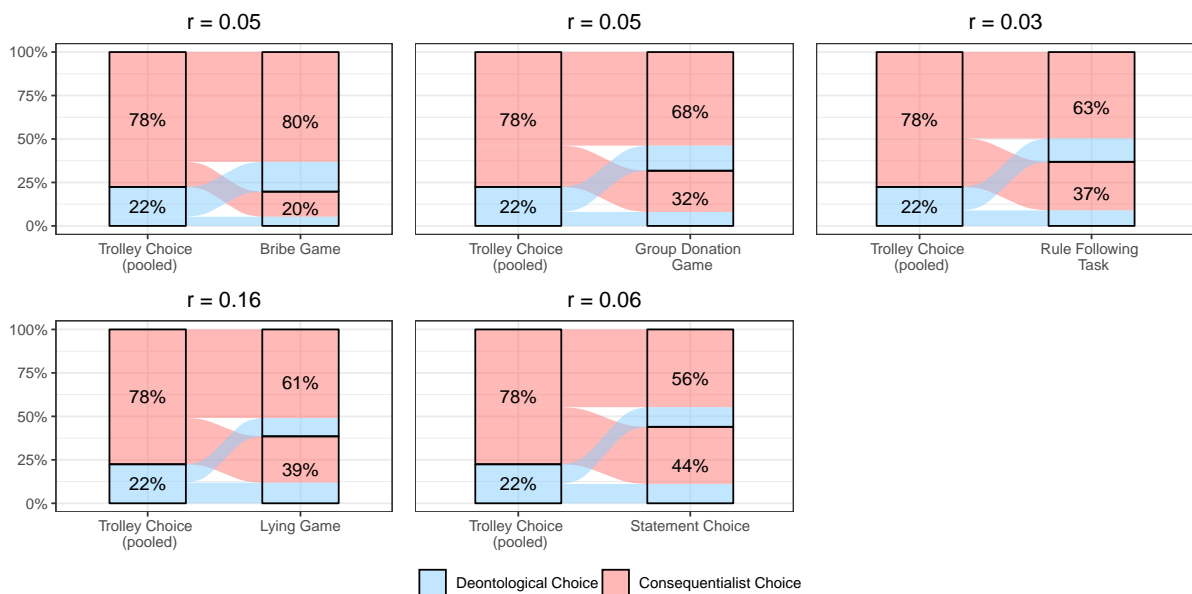 r = 0.05
r = 0.05
r = 0.03
100%
75%
50%
25%
0%
78%
22%
80%
20%
78%
22%
68%
32%
78%
22%
63%
37%
Trolley Choice
(pooled)
Bribe Game
Trolley Choice
(pooled)
Group Donation
Game
Trolley Choice
(pooled)
Rule Following
Task
r = 0.16
r = 0.06
100%
75%
50%
25%
0%
78%
22%
61%
39%
78%
22%
56%
44%
Trolley Choice
(pooled)
Lying Game
Trolley Choice
(pooled)
Statement Choice
Deontological Choice
Consequentialist Choice